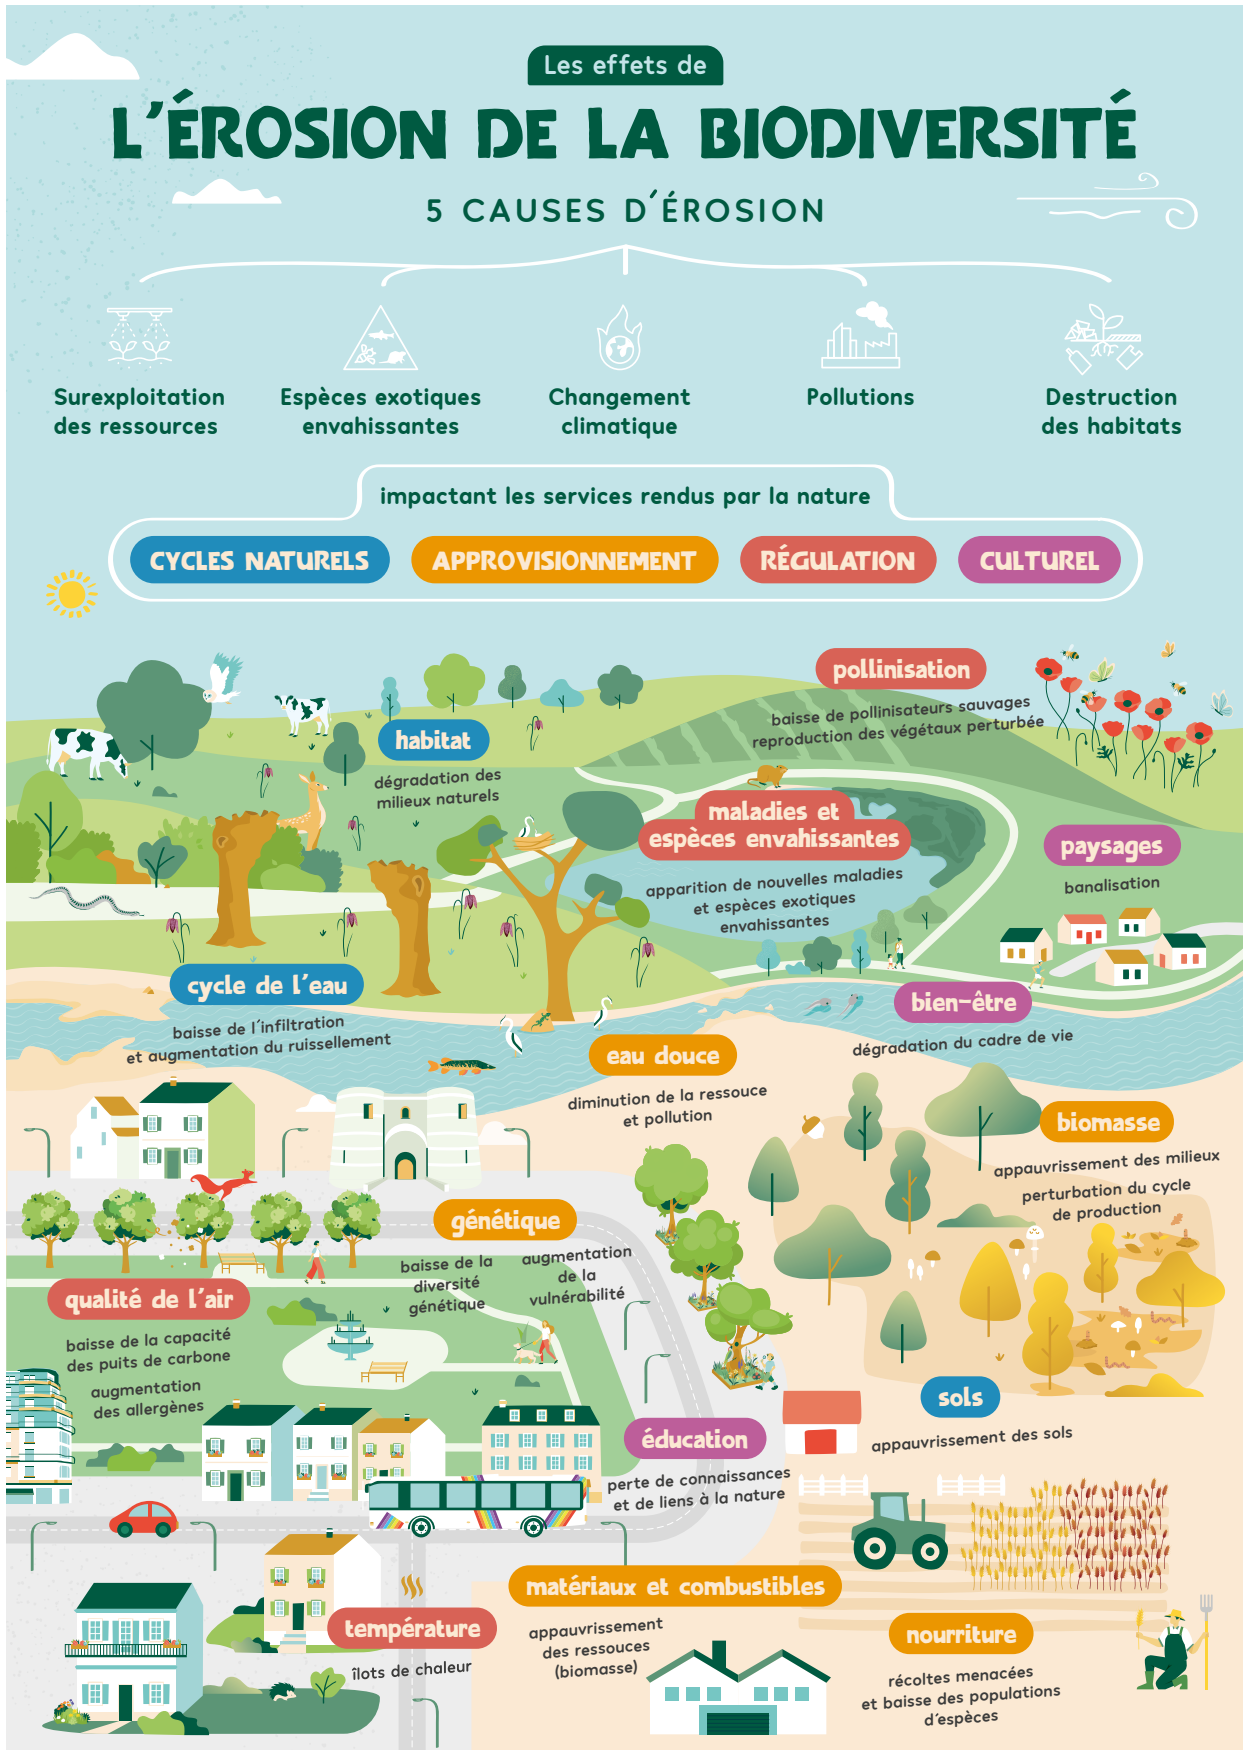 Les effets de
L'ÉROSION DE LA BIODIVERSITÉ
5 CAUSES D'ÉROSION
Surexploitation
des ressources
Espèces exotiques
envahissantes
Changement
climatique
Pollutions
Destruction
des habitats
impactant les services rendus par la nature
CYCLES NATURELS
APPROVISIONNEMENT
RÉGULATION
CULTUREL
pollinisation
baisse de pollinisateurs sauvages
reproduction des végétaux perturbée
habitat
dégradation des
milieux naturels
maladies et
espèces envahissantes
apparition de nouvelles maladies
et espèces exotiques
envahissantes
paysages
banalisation
cycle de l'eau
baisse de l'infiltration
et augmentation du ruissellement
bien-être
dégradation du cadre de vie
eau douce
diminution de la ressouce
et pollution
biomasse
appauvrissement des milieux
perturbation du cycle
de production
génétique
baisse de la
diversité
génétique
augmentation
de la
vulnérabilité
qualité de l'air
baisse de la capacité
des puits de carbone
augmentation
des allergènes
sols
appauvrissement des sols
éducation
perte de connaissances
et de liens à la nature
matériaux et combustibles
appauvrissement
des ressouces
(biomasse)
température
îlots de chaleur
nourriture
récoltes menacées
et baisse des populations
d'espèces